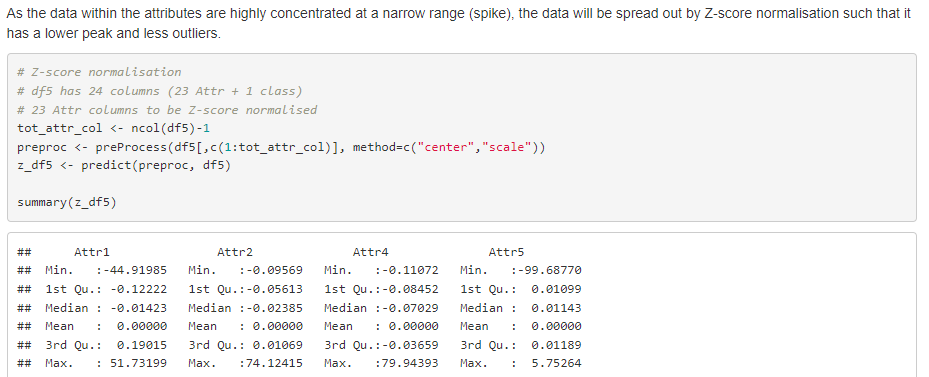 As the data within the attributes are highly concentrated at a narrow range (spike), the data will be spread out by Z-score normalisation such that it
has a lower peak and less outliers.
# Z-score normalisation
# df5 has 24 columns (23 Attr + 1 class)
# 23 Attr columns to be Z-score normalised
tot_attr_col <- ncol(df5)-1
preproc <- preProcess(df5[,c(1:tot_attr_col)], method=c("center","scale"))
z_df5 <- predict(preproc, df5)
summary(z_df5)
##      Attr1               Attr2              Attr4              Attr5
##  Min.   :-44.91985   Min.   :-0.09569   Min.   :-0.11072   Min.   :-99.68770
##  1st Qu.: -0.12222   1st Qu.:-0.05613   1st Qu.:-0.08452   1st Qu.:  0.01099
##  Median : -0.01423   Median :-0.02385   Median :-0.07029   Median :  0.01143
##  Mean   :  0.00000   Mean   : 0.00000   Mean   : 0.00000   Mean   :  0.00000
##  3rd Qu.:  0.19015   3rd Qu.: 0.01069   3rd Qu.:-0.03659   3rd Qu.:  0.01189
##  Max.   : 51.73199   Max.   :74.12415   Max.   :79.94393   Max.   :  5.75264